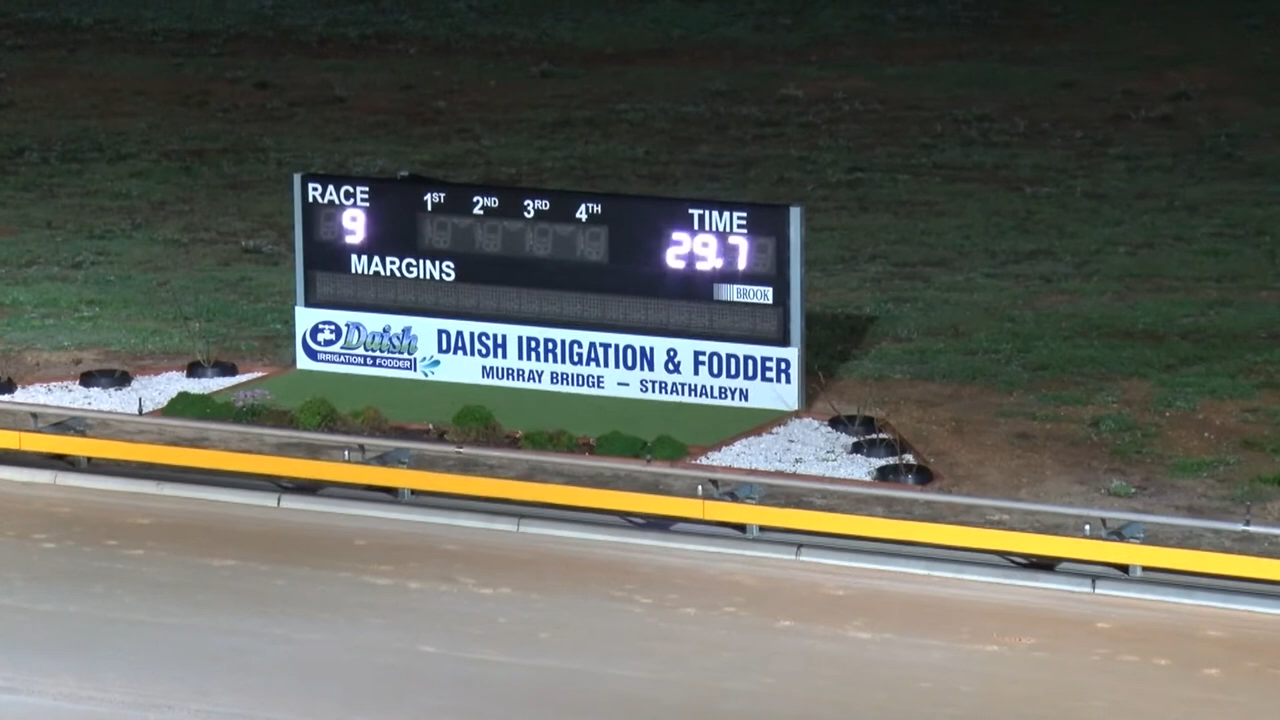 RACE 1ST 2ND 3RD 4TH TIME
9 29.7
MARGINS
BROOK
Daish
IRRIGATION & FODDER
DAISH IRRIGATION & FODDER
MURRAY BRIDGE — STRATHALBYN